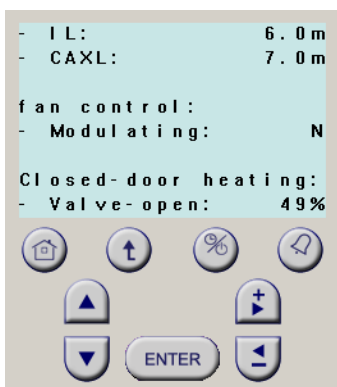 - IL: 6.0m
- CAXL: 7.0m
fan control:
- Modulating: N
Closed-door heating:
- Valve-open: 49%
%
+
ENTER
-